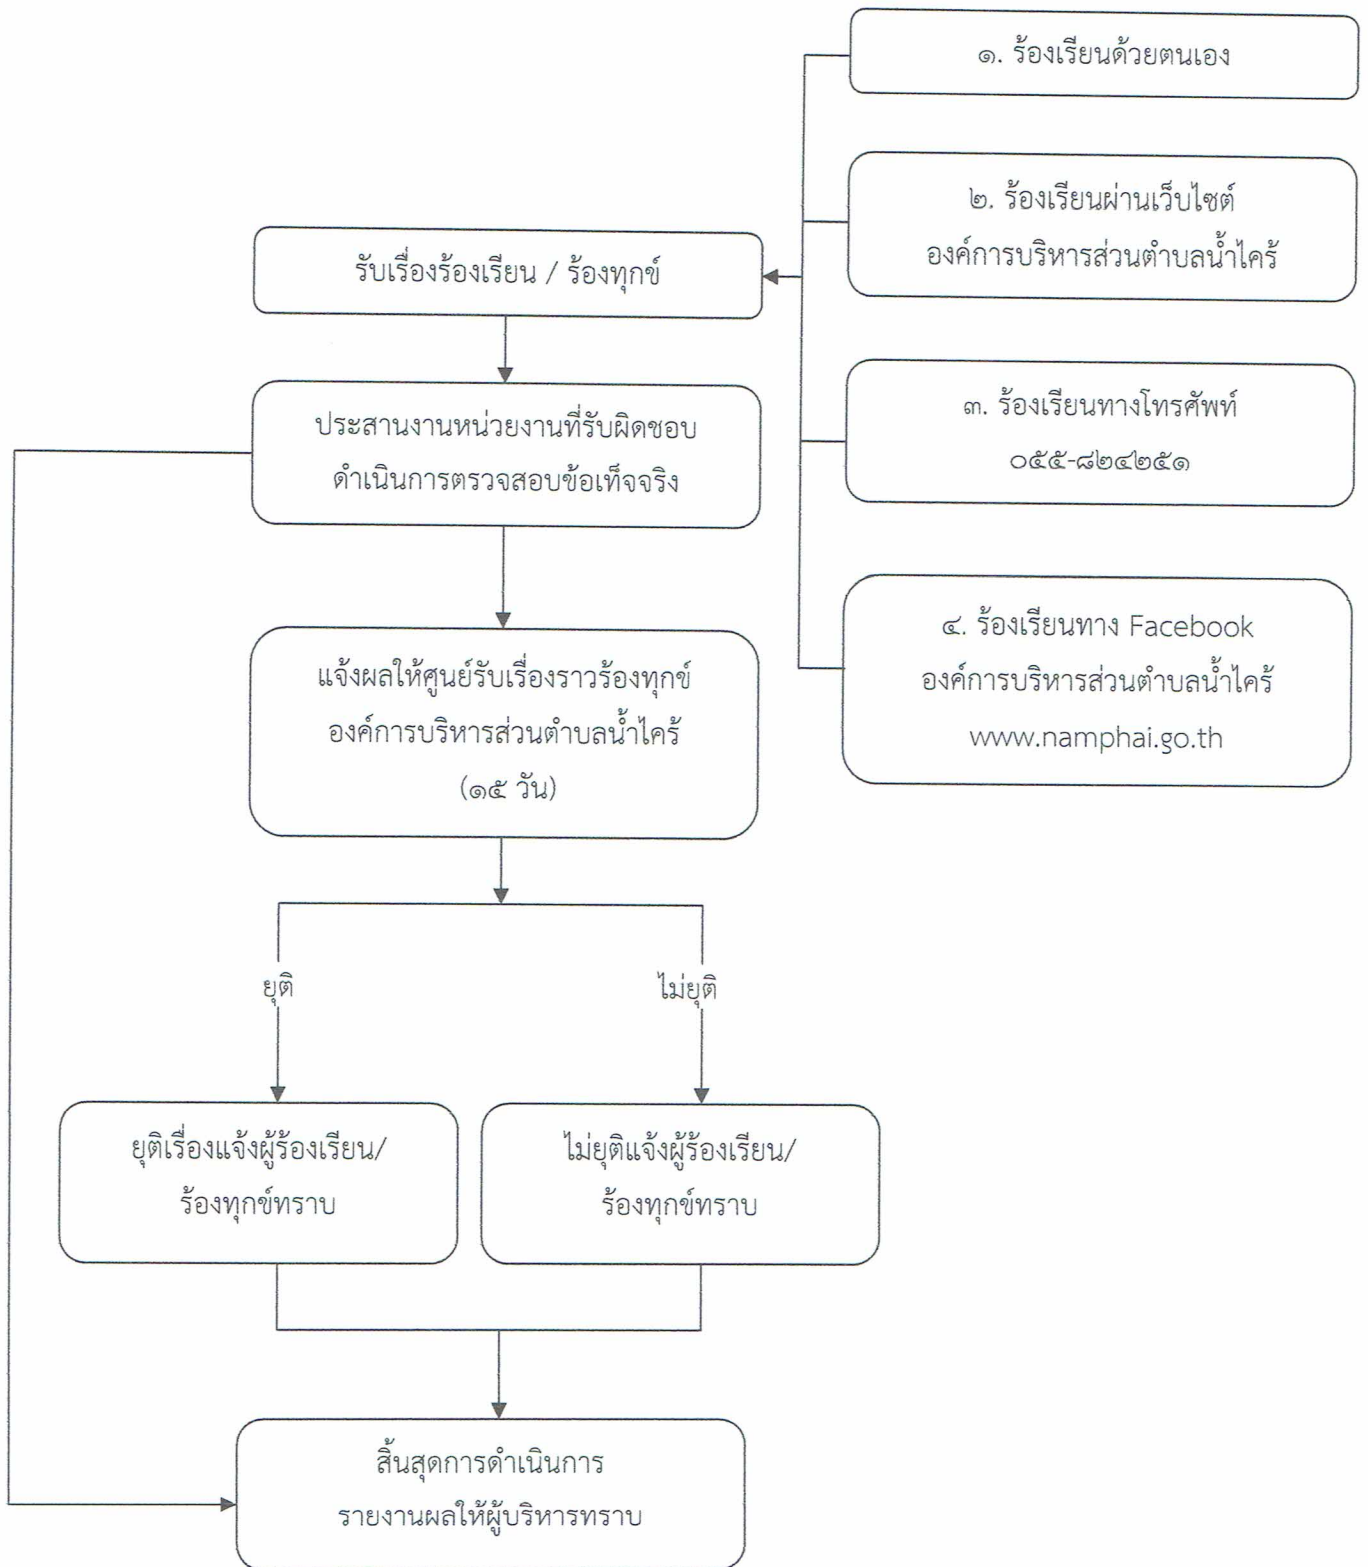 ๑. ร้องเรียนด้วยตนเอง
๒. ร้องเรียนผ่านเว็บไซต์
องค์การบริหารส่วนตำบลน้ำไคร้
รับเรื่องร้องเรียน / ร้องทุกข์
๓. ร้องเรียนทางโทรศัพท์
๐๕๕-๘๒๔๒๕๑
ประสานงานหน่วยงานที่รับผิดชอบ
ดำเนินการตรวจสอบข้อเท็จจริง
๔. ร้องเรียนทาง Facebook
องค์การบริหารส่วนตำบลน้ำไคร้
www.namphai.go.th
แจ้งผลให้ศูนย์รับเรื่องราวร้องทุกข์
องค์การบริหารส่วนตำบลน้ำไคร้
(๑๕ วัน)
ยุติ
ไม่ยุติ
ยุติเรื่องแจ้งผู้ร้องเรียน/
ร้องทุกข์ทราบ
ไม่ยุติแจ้งผู้ร้องเรียน/
ร้องทุกข์ทราบ
สิ้นสุดการดำเนินการ
รายงานผลให้ผู้บริหารทราบ